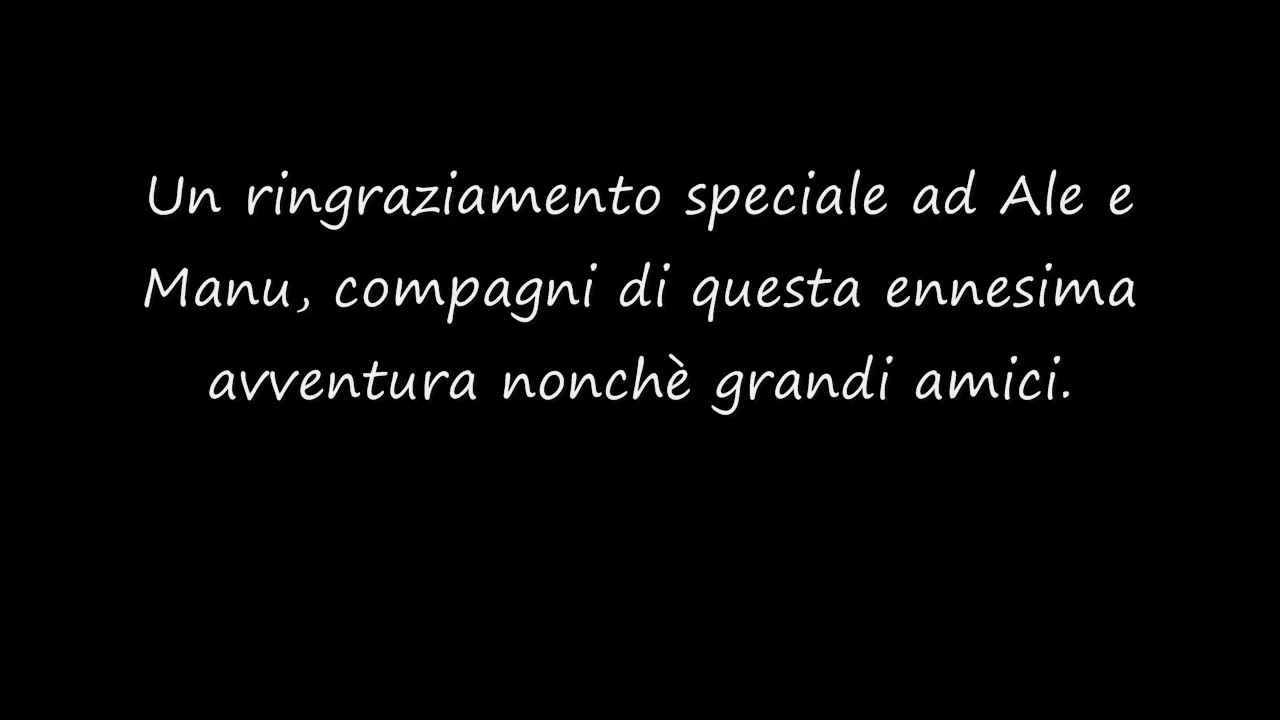 Un ringraziamento speciale ad Ale e
Manu, compagni di questa ennesima
avventura nonchè grandi amici.